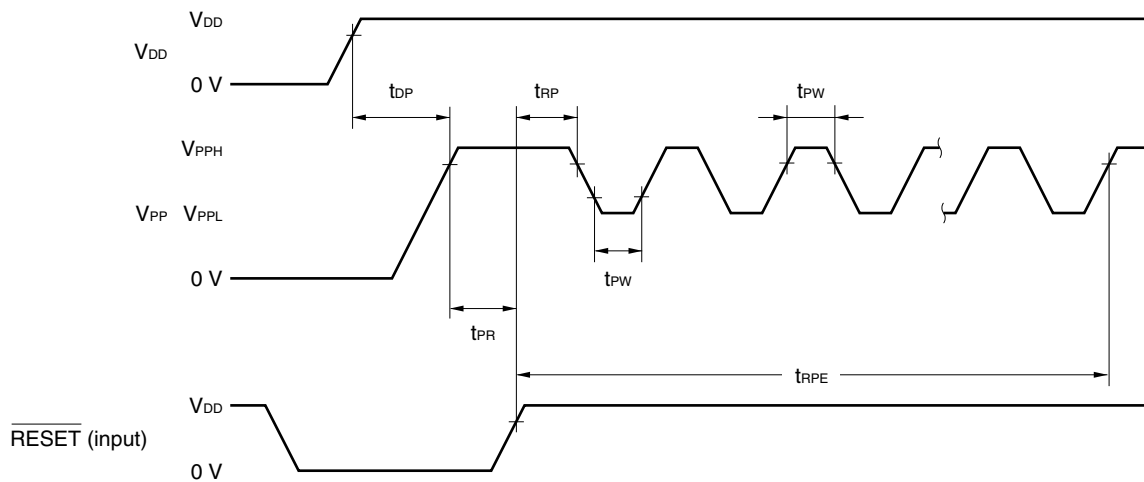 VDD
VDD
0 V
tDP
tRP
tPW
VPPH
VPP VPPL
0 V
tPW
tPR
tRPE
VDD
RESET (input)
0 V